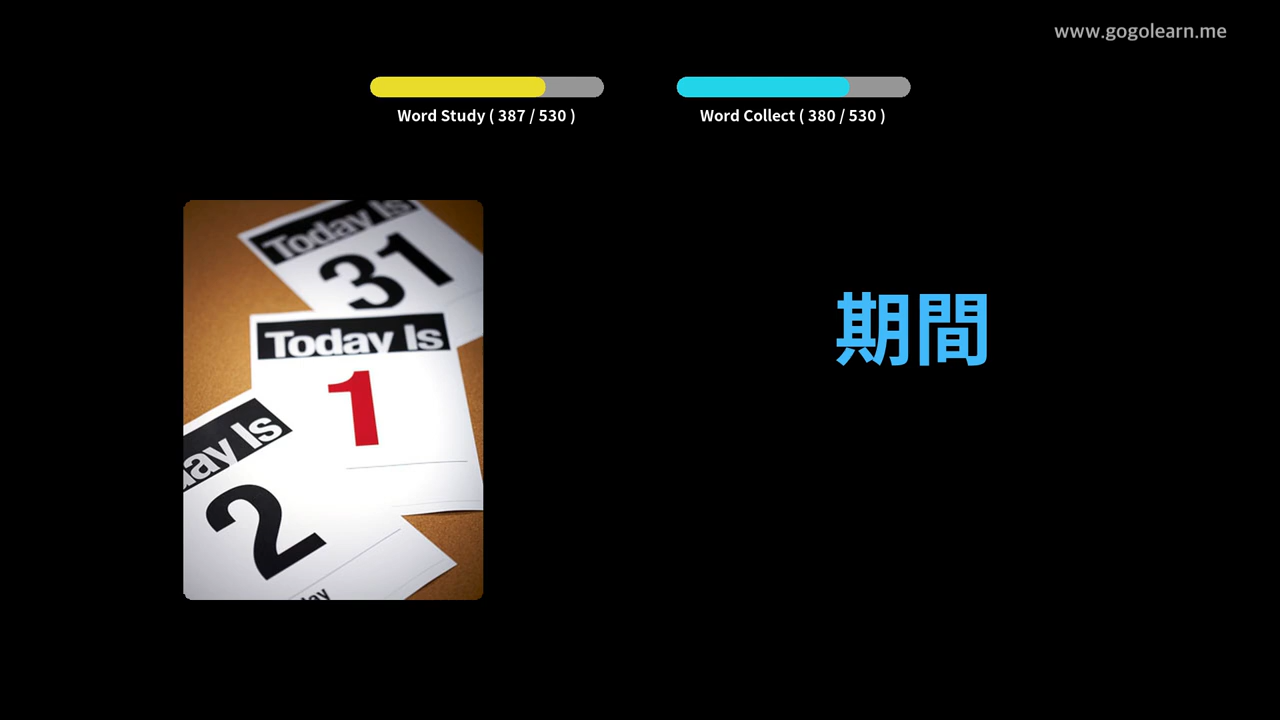 www.gogolearn.me
Word Study ( 387 / 530 )
Word Collect ( 380 / 530 )
Today Is
31
Today Is
1
ay Is
2
期間